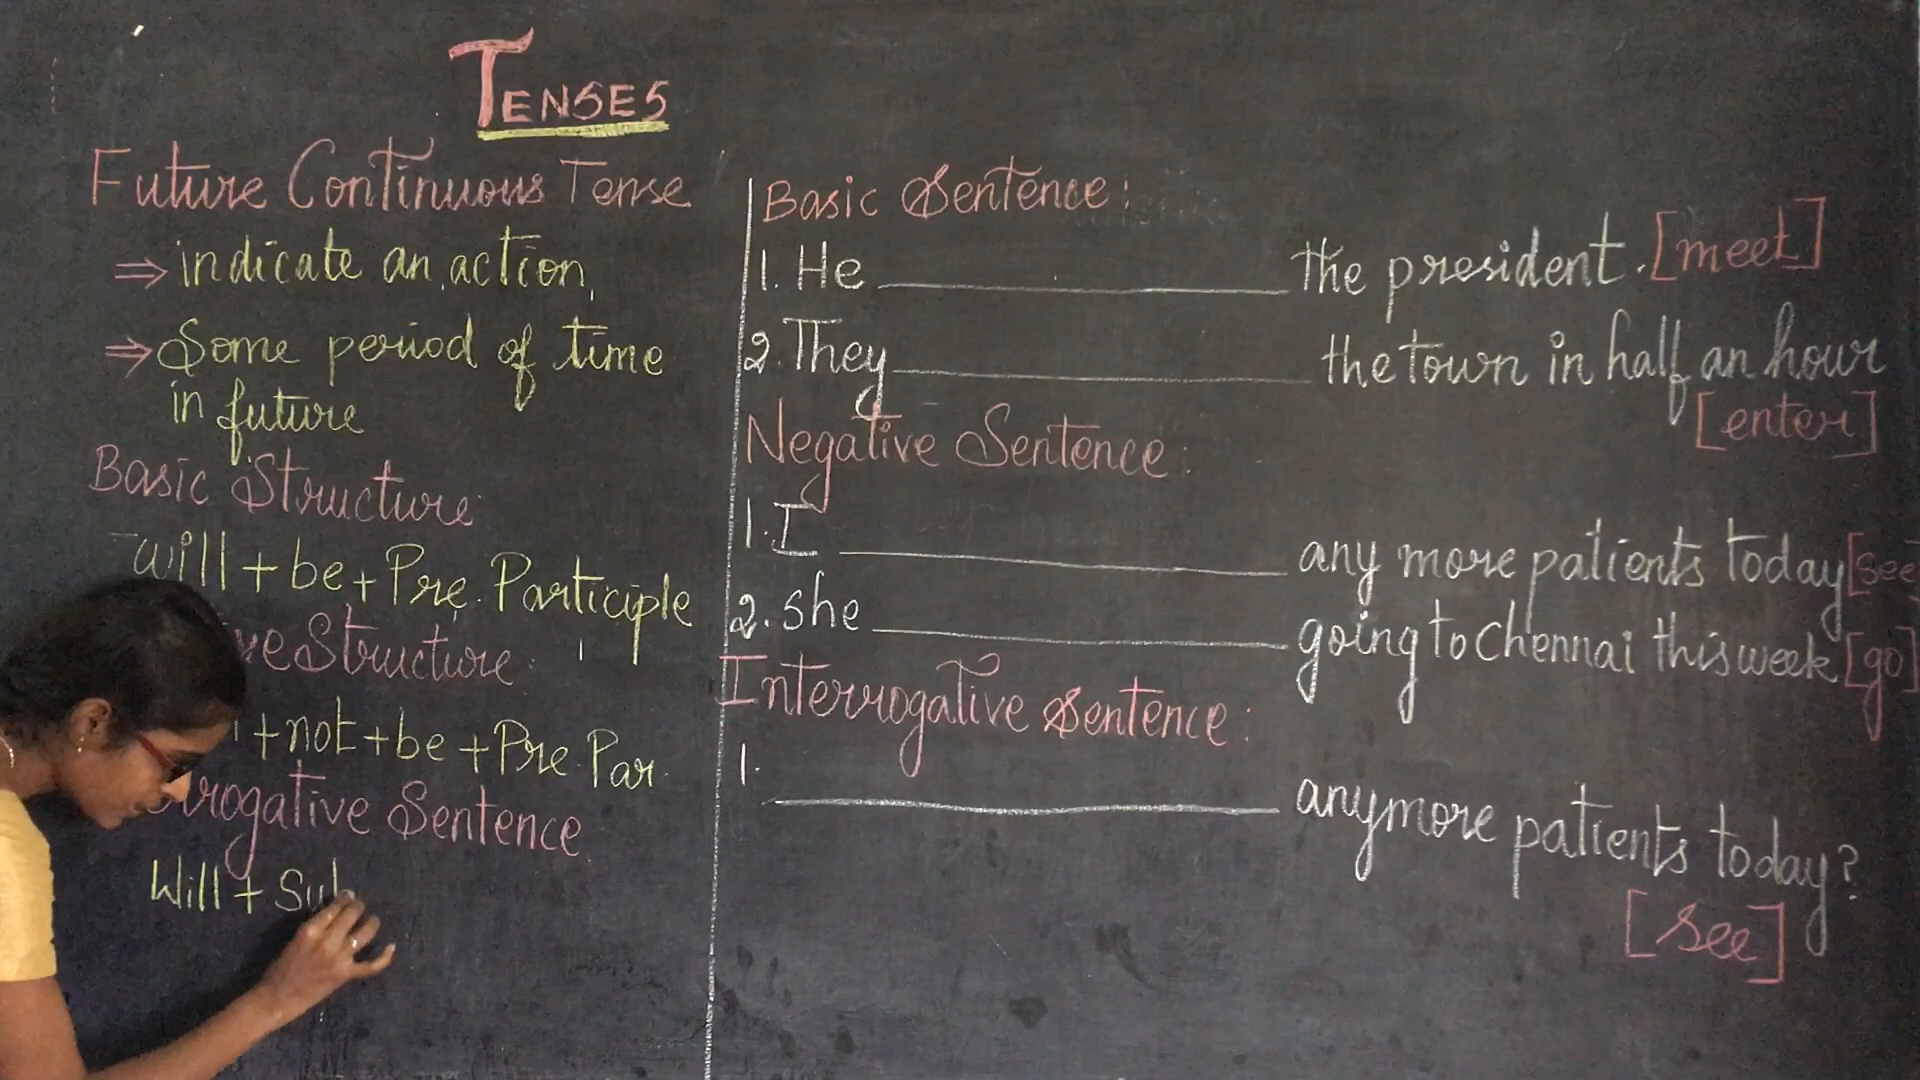 TENSES
Future Continuous Tense
⇒ indicate an action,
⇒ Some period of time
in future
Basic Structure
will + be + Pre. Participle
Structure:
+ not + be + Pre. Par.
Sentence
Will +
Basic Sentence:
1. He ________ the president. [meet]
2. They ________ the town in half an hour
[enter]
Negative Sentence:
1. I ________ any more patients today [see]
2. she ________ going to Chennai this week [go]
Interrogative Sentence:
1.
________ anymore patients today?
[see]